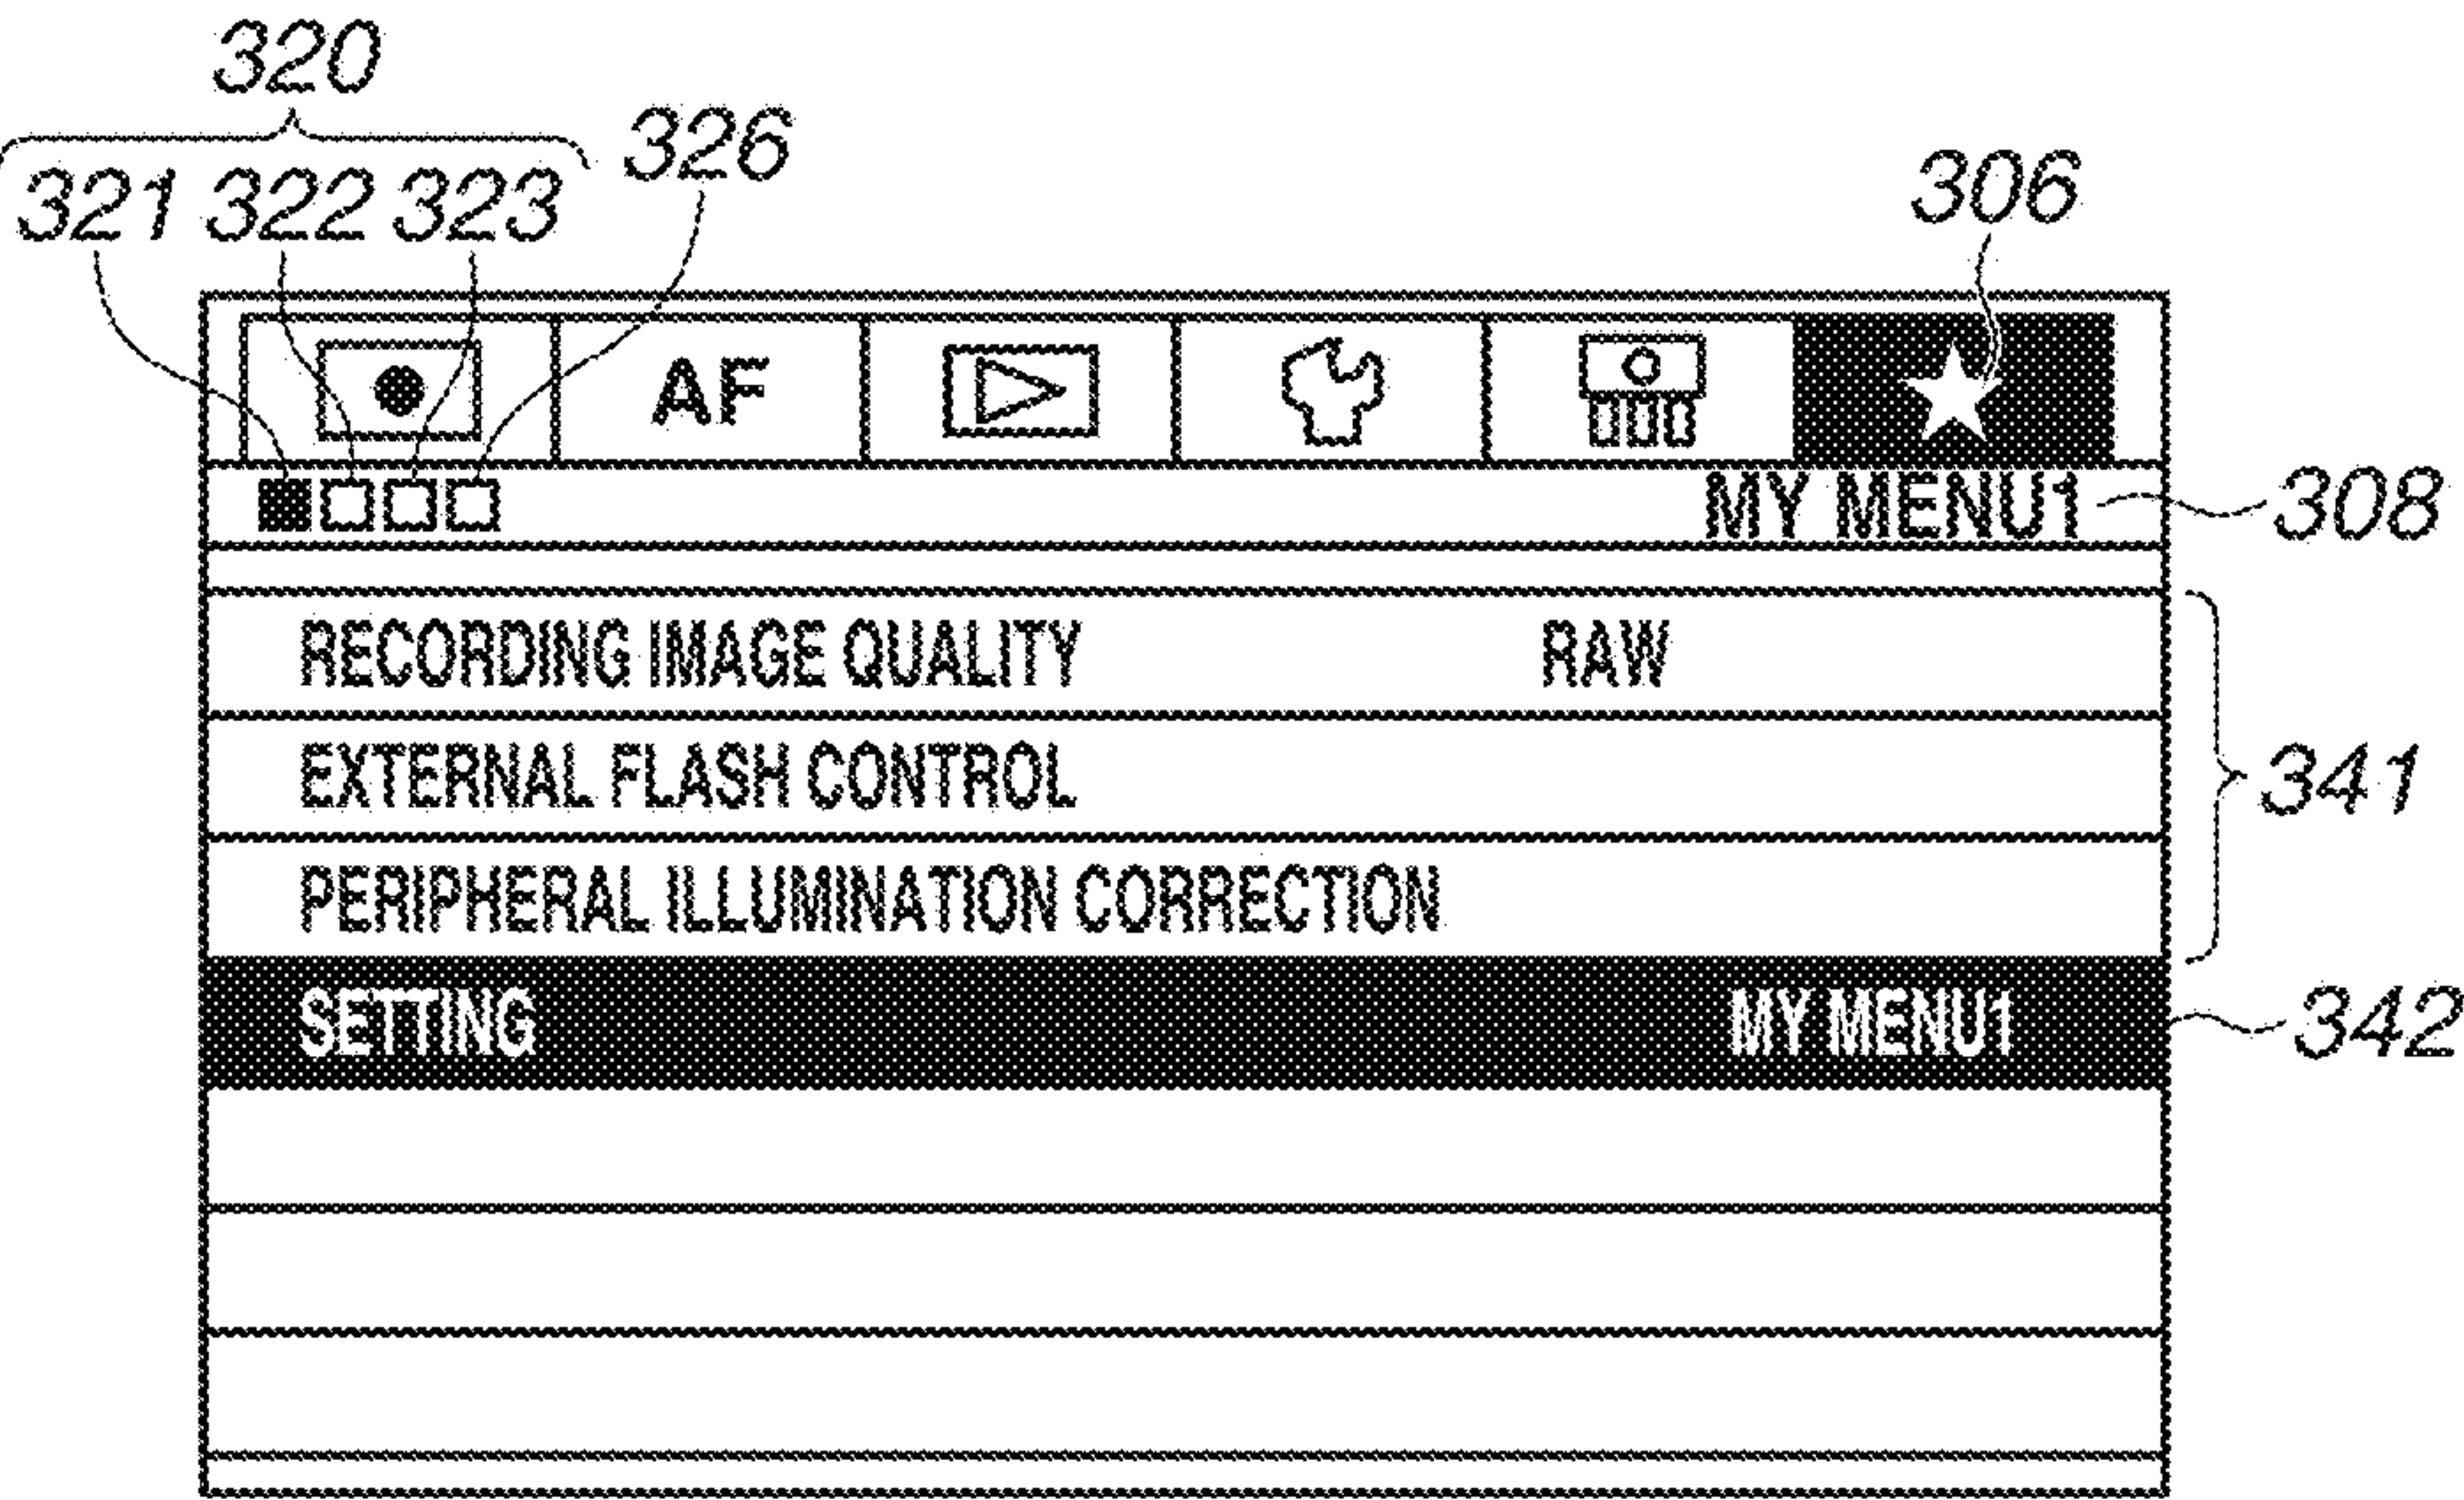 320
326
321 322 323
306
AF
MY MENU1
308
RECORDING IMAGE QUALITY RAW
EXTERNAL FLASH CONTROL
341
PERIPHERAL ILLUMINATION CORRECTION
SETTING MY MENU1
342